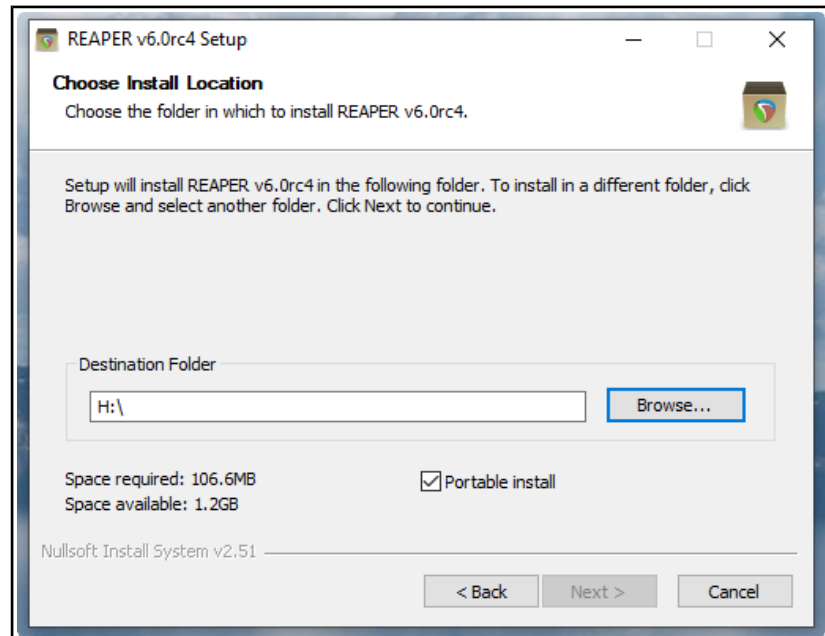 REAPER v6.0rc4 Setup
Choose Install Location
Choose the folder in which to install REAPER v6.0rc4.
Setup will install REAPER v6.0rc4 in the following folder. To install in a different folder, click
Browse and select another folder. Click Next to continue.
Destination Folder
H:\
Browse...
Space required: 106.6MB
Portable install
Space available: 1.2GB
Nullsoft Install System v2.51
< Back
Next >
Cancel